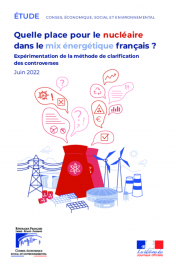 ÉTUDE CONSEIL ÉCONOMIQUE, SOCIAL ET ENVIRONNEMENTAL
Quelle place pour le nucléaire
dans le mix énergétique français ?
Expérimentation de la méthode de clarification
des controverses
Juin 2022